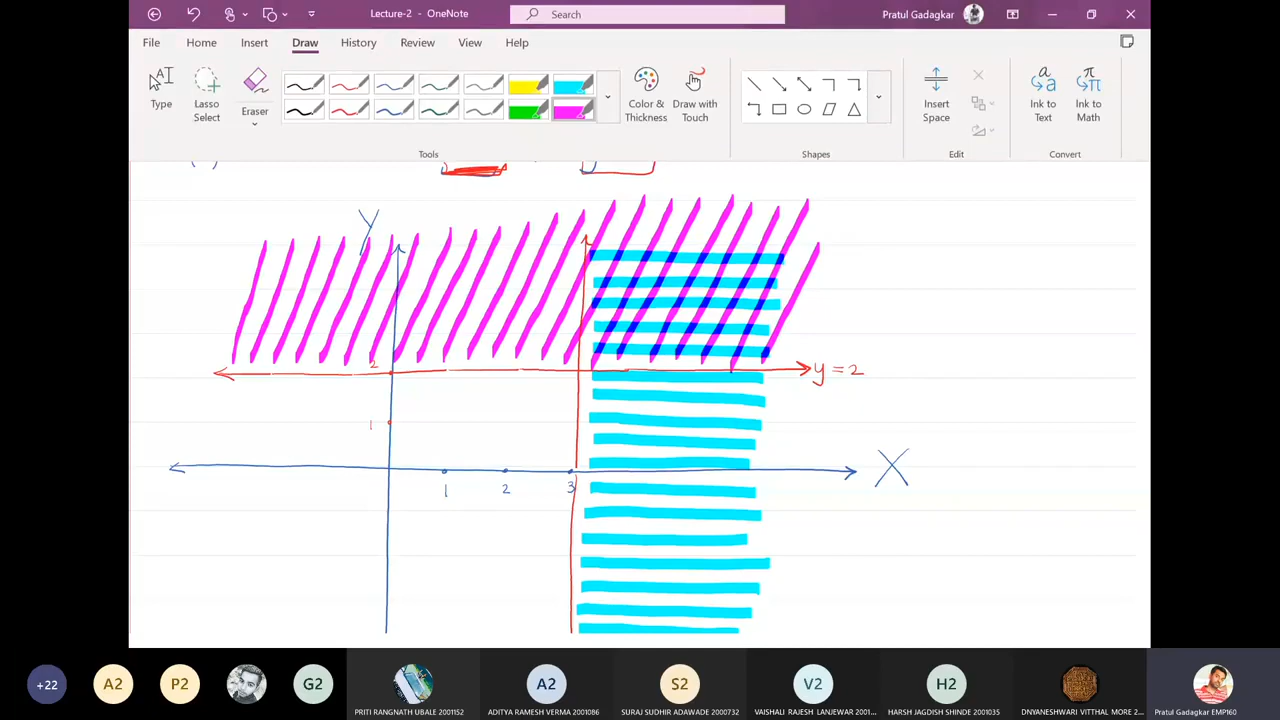 Lecture-2 - OneNote
Search
Pratul Gadagkar
File Home Insert Draw History Review View Help
Type
Lasso Select
Eraser
Color & Thickness
Draw with Touch
Insert Space
Ink to Text
Ink to Math
Tools
Shapes
Edit
Convert
Y
2
y = 2
1
X
1 2 3
+22
A2
P2
G2
A2
S2
V2
H2
PRITI RANGNATH UBALE 2001152
ADITYA RAMESH VERMA 2001086
SURAJ SUDHIR ADAWADE 2000732
VAISHALI RAJESH LANJEWAR 2001...
HARSH JAGDISH SHINDE 2001035
DNYANESHWARI VITTHAL MORE 2...
Pratul Gadagkar EMP160